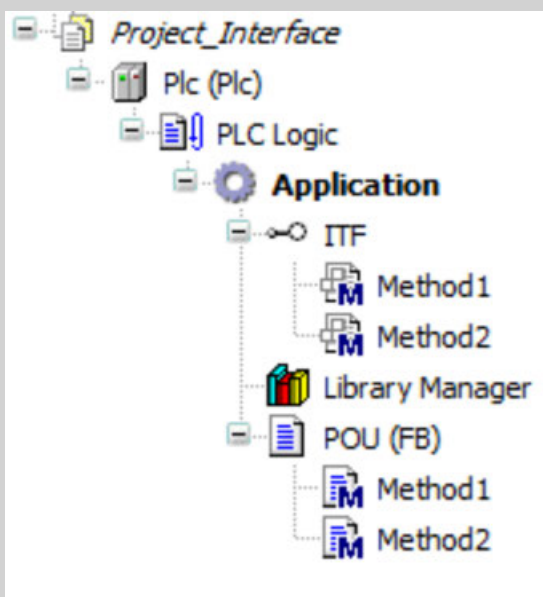 Project_Interface
Plc (Plc)
PLC Logic
Application
ITF
Method1
Method2
Library Manager
POU (FB)
Method1
Method2